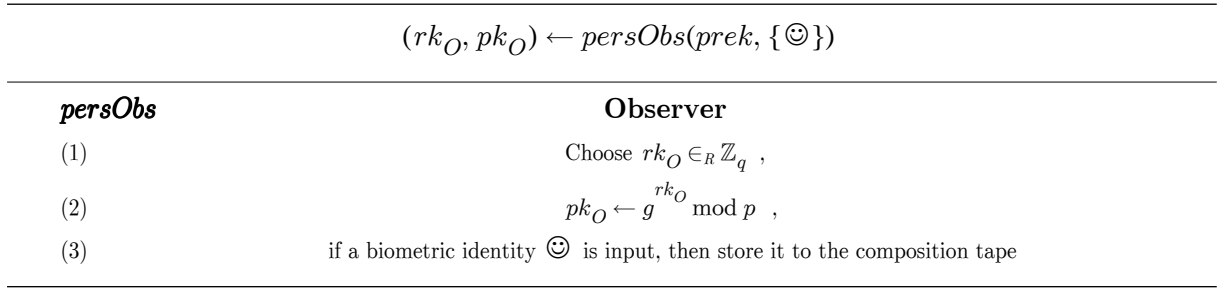 (rk_O, pk_O) ← persObs(prek, {☺})
persObs Observer
(1) Choose rk_O ∈_R ℤ_q ,
(2) pk_O ← g^{rk_O} mod p ,
(3) if a biometric identity ☺ is input, then store it to the composition tape